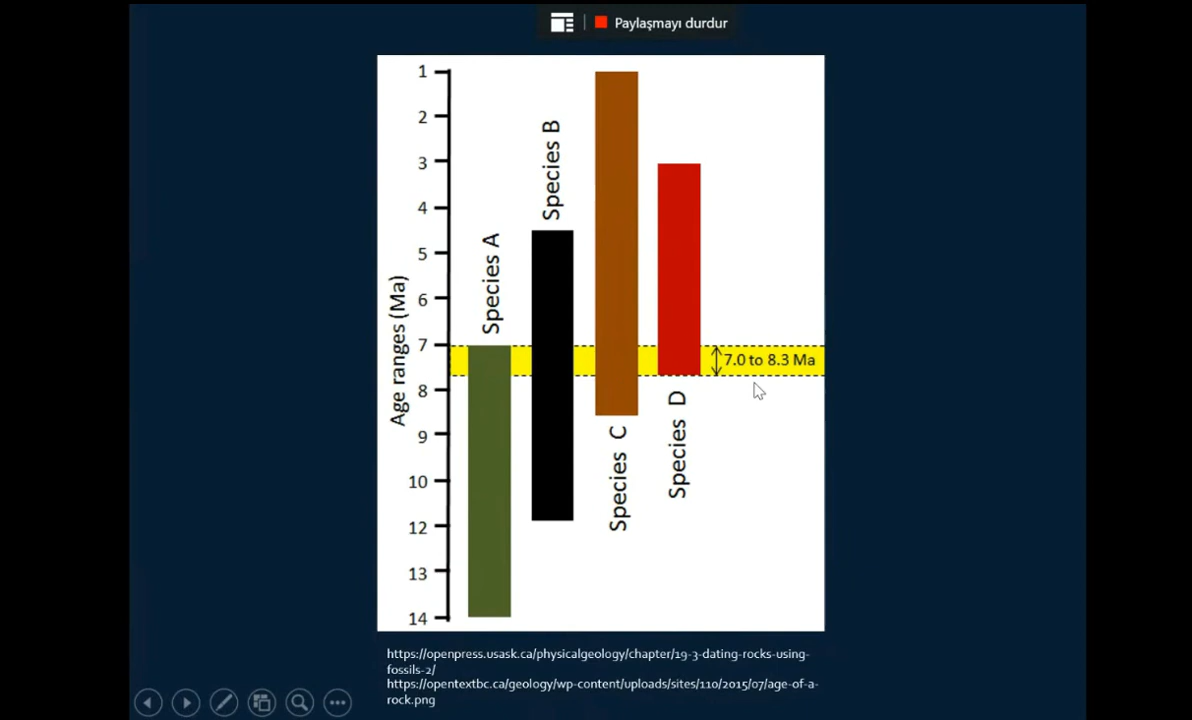 Paylaşmayı durdur
1
2
3
4
5
6
7
8
9
10
12
13
14
Age ranges (Ma)
Species A
Species B
Species C
Species D
7.0 to 8.3 Ma
https://openpress.usask.ca/physicalgeology/chapter/19-3-dating-rocks-using-
fossils-2/
https://opentextbc.ca/geology/wp-content/uploads/sites/110/2015/07/age-of-a-
rock.png